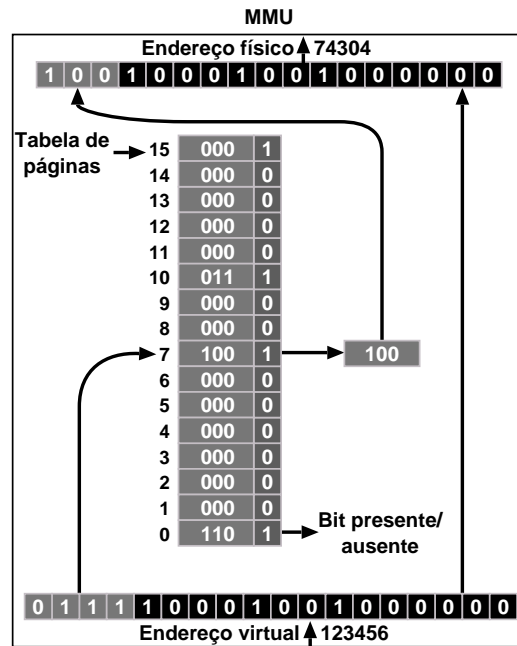 MMU
Endereço físico 74304
1 0 0 1 0 0 0 1 0 0 1 0 0 0 0 0 0
Tabela de
páginas
15 000 1
14 000 0
13 000 0
12 000 0
11 000 0
10 011 1
9 000 0
8 000 0
7 100 1 100
6 000 0
5 000 0
4 000 0
3 000 0
2 000 0
1 000 0
0 110 1
Bit presente/
ausente
0 1 1 1 1 0 0 0 1 0 0 1 0 0 0 0 0 0
Endereço virtual 123456